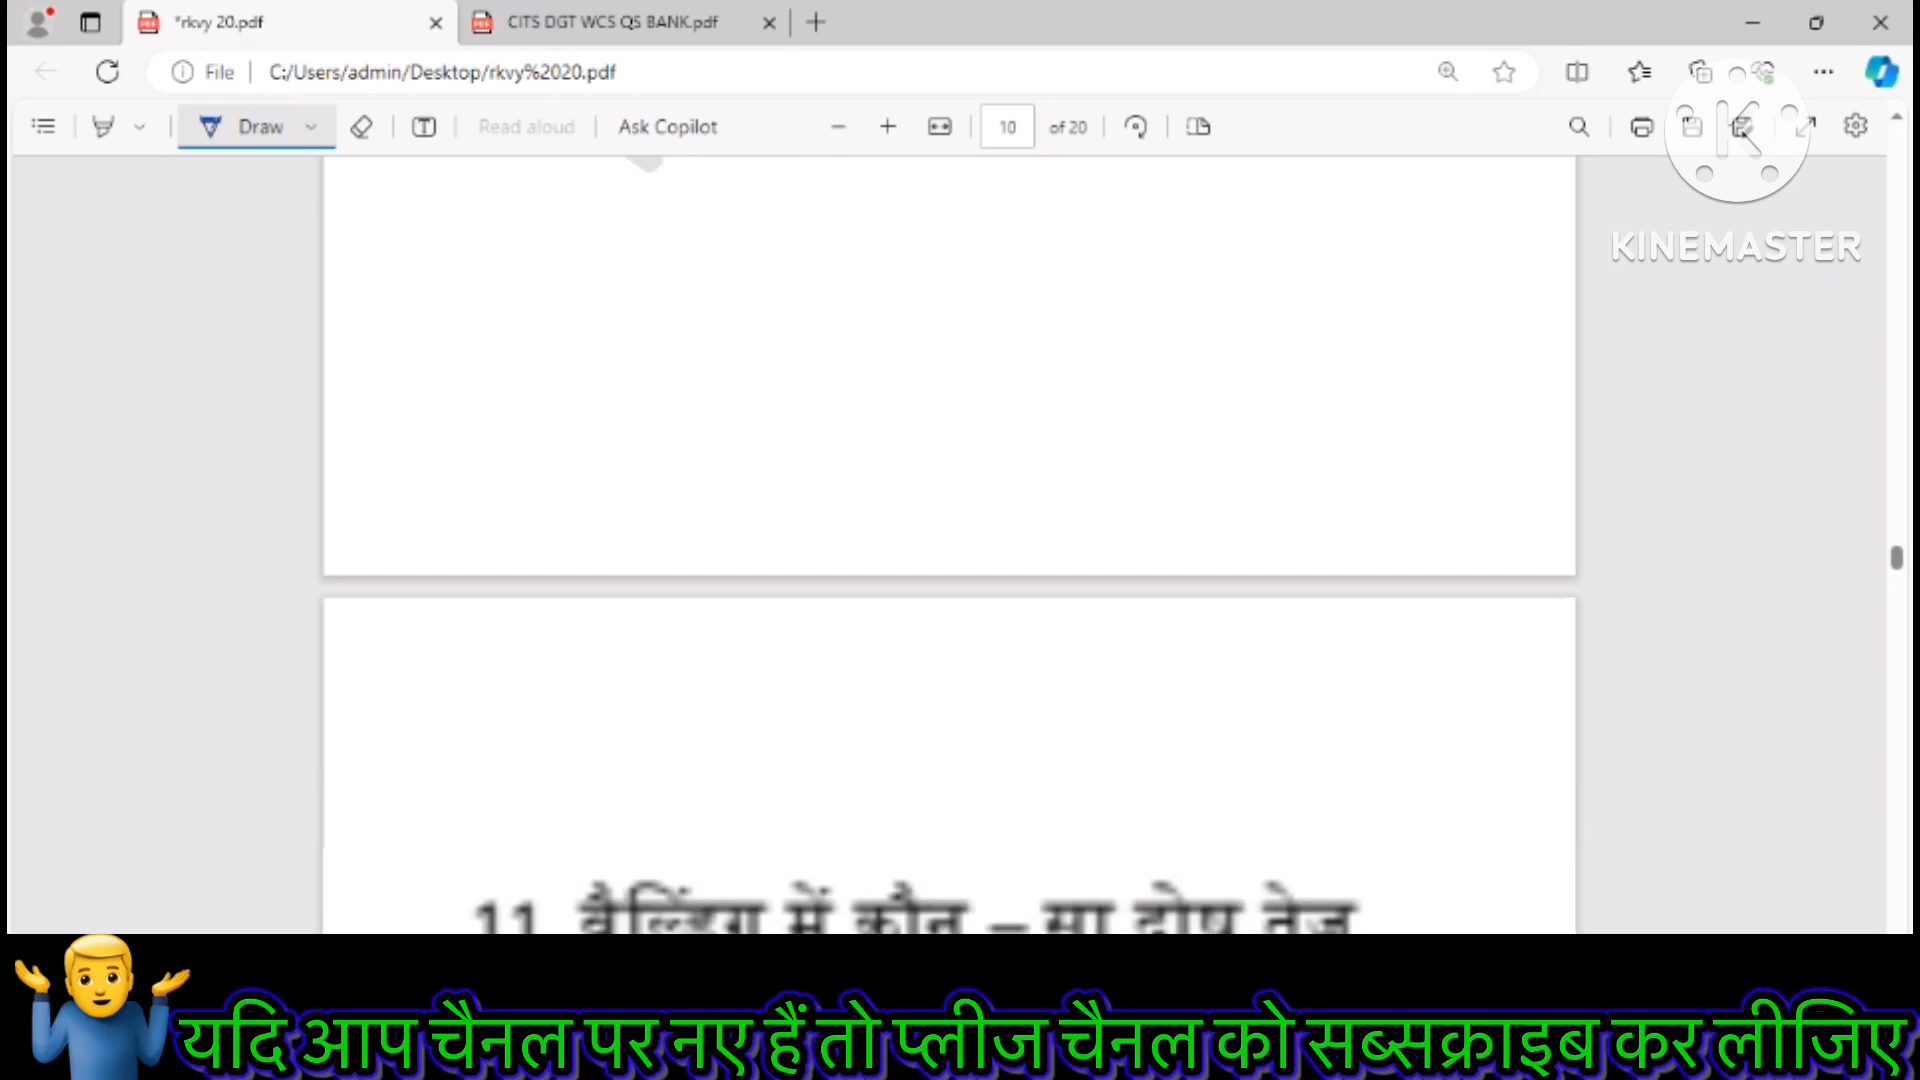 *rkvy 20.pdf
CITS DGT WCS QS BANK.pdf
File
C:/Users/admin/Desktop/rkvy%2020.pdf
Draw
Read aloud
Ask Copilot
10 of 20
KINEMASTER
11. वैल्डिंग में कौन – सा दोष तेज
यदि आप चैनल पर नए हैं तो प्लीज चैनल को सब्सक्राइब कर लीजिए